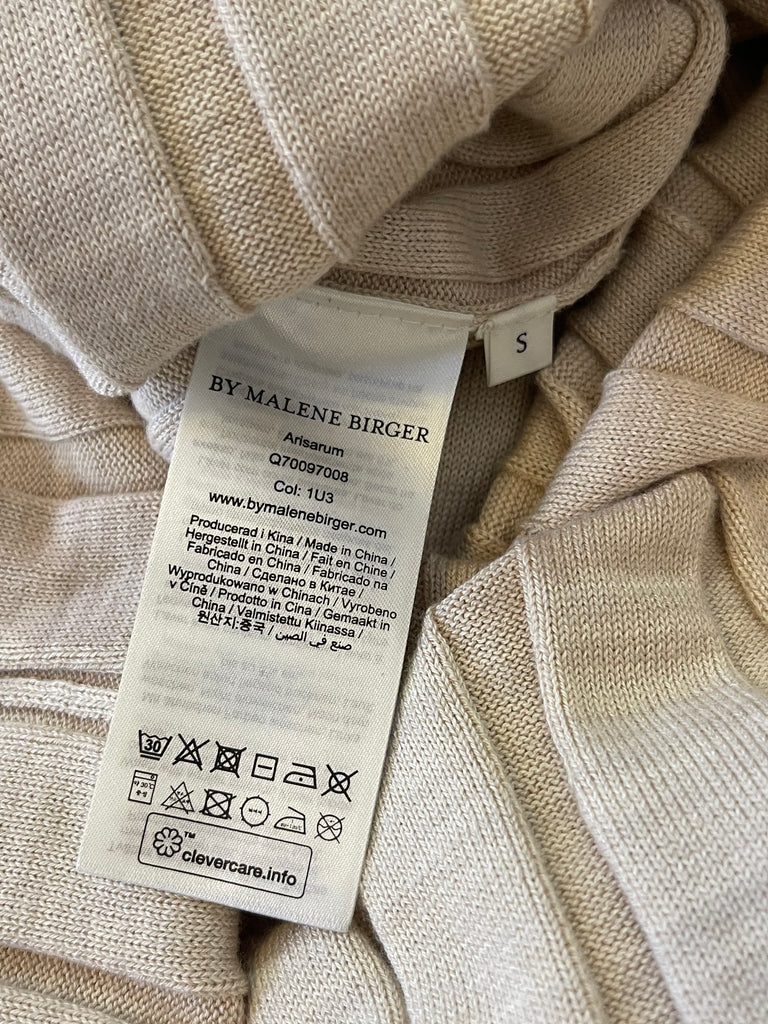 S
BY MALENE BIRGER
Arisarum
Q70097008
Col: 1U3
www.bymalenebirger.com
Producerad i Kina / Made in China /
Hergestellt in China / Fait en Chine /
Fabricado en China / Fabricado na
China / Сделано в Китае /
Wyprodukowano w Chinach / Vyrobeno
v Číně / Prodotto in Cina / Gemaakt in
China / Valmistettu Kiinassa /
원산지:중국 / صنع في الصين
30
™
clevercare.info